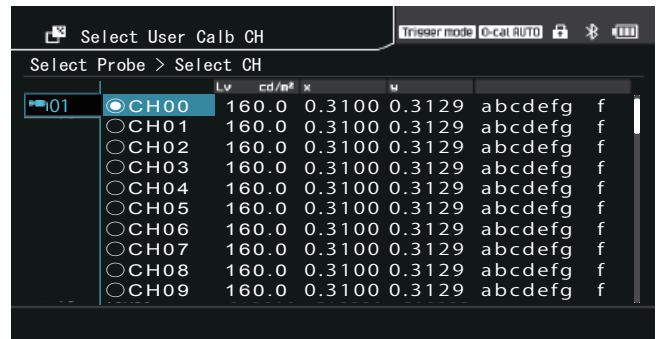 Select User Calb CH Trigger mode 0-cal AUTO
Select Probe > Select CH
Lv cd/m² x y
01 CH00 160.0 0.3100 0.3129 abcdefg f
CH01 160.0 0.3100 0.3129 abcdefg f
CH02 160.0 0.3100 0.3129 abcdefg f
CH03 160.0 0.3100 0.3129 abcdefg f
CH04 160.0 0.3100 0.3129 abcdefg f
CH05 160.0 0.3100 0.3129 abcdefg f
CH06 160.0 0.3100 0.3129 abcdefg f
CH07 160.0 0.3100 0.3129 abcdefg f
CH08 160.0 0.3100 0.3129 abcdefg f
CH09 160.0 0.3100 0.3129 abcdefg f